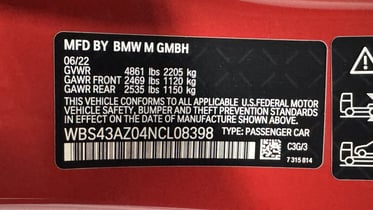 MFD BY BMW M GMBH
06/22
GVWR 4861 lbs 2205 kg
GAWR FRONT 2469 lbs 1120 kg
GAWR REAR 2535 lbs 1150 kg
THIS VEHICLE CONFORMS TO ALL APPLICABLE U.S.FEDERAL MOTOR
VEHICLE SAFETY, BUMPER, AND THEFT PREVENTION STANDARDS
IN EFFECT ON THE DATE OF MANUFACTURE SHOWN ABOVE.
WBS43AZ04NCL08398 TYPE: PASSENGER CAR
C3G/3
7 315 814